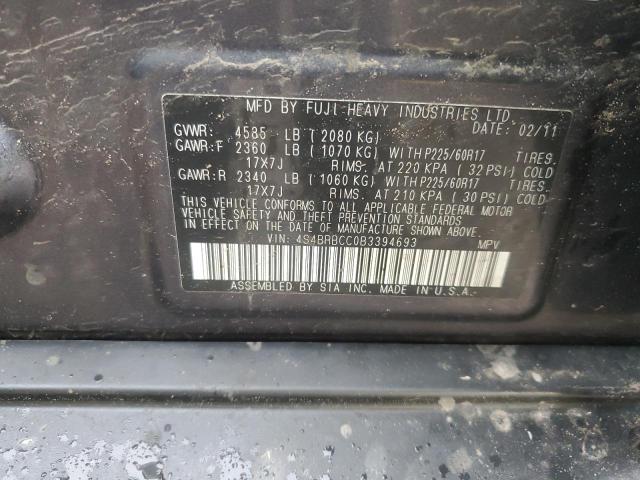 MFD BY FUJI HEAVY INDUSTRIES LTD.
DATE: 02/11
GVWR: 4585 LB (2080 KG)
GAWR:F 2360 LB (1070 KG) WITH P225/60R17 TIRES.
17X7J RIMS. AT 220 KPA (32 PSI) COLD
GAWR:R 2340 LB (1060 KG) WITH P225/60R17 TIRES.
17X7J RIMS. AT 210 KPA (30 PSI) COLD
THIS VEHICLE CONFORMS TO ALL APPLICABLE FEDERAL MOTOR
VEHICLE SAFETY AND THEFT PREVENTION STANDARDS
IN EFFECT ON THE DATE OF MANUFACTURE SHOWN ABOVE.
VIN: 4S4BRBCC0B3394693 MPV
ASSEMBLED BY SIA INC. MADE IN U.S.A.